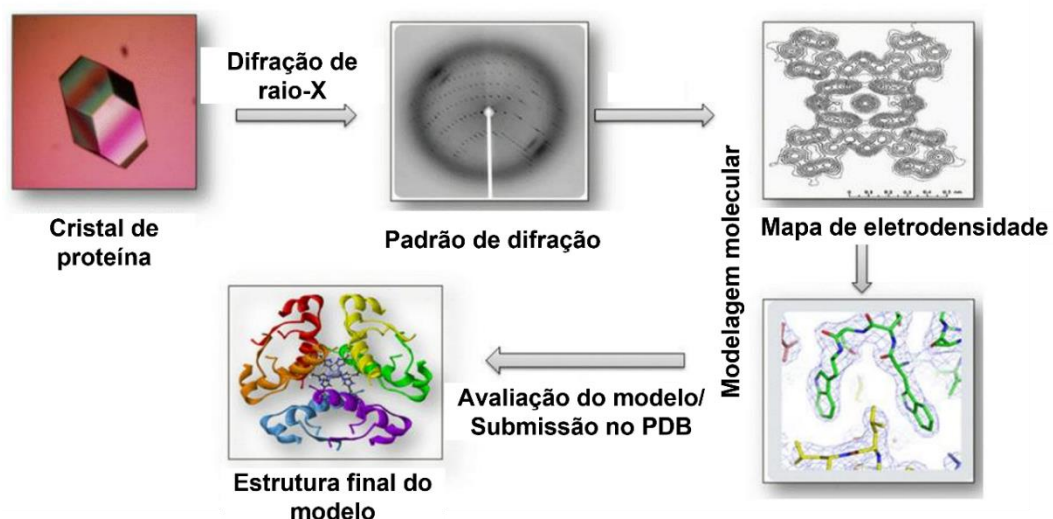 Difração de
raio-X
Cristal de
proteína
Padrão de difração
Mapa de eletrodensidade
Modelagem molecular
Avaliação do modelo/
Submissão no PDB
Estrutura final do
modelo